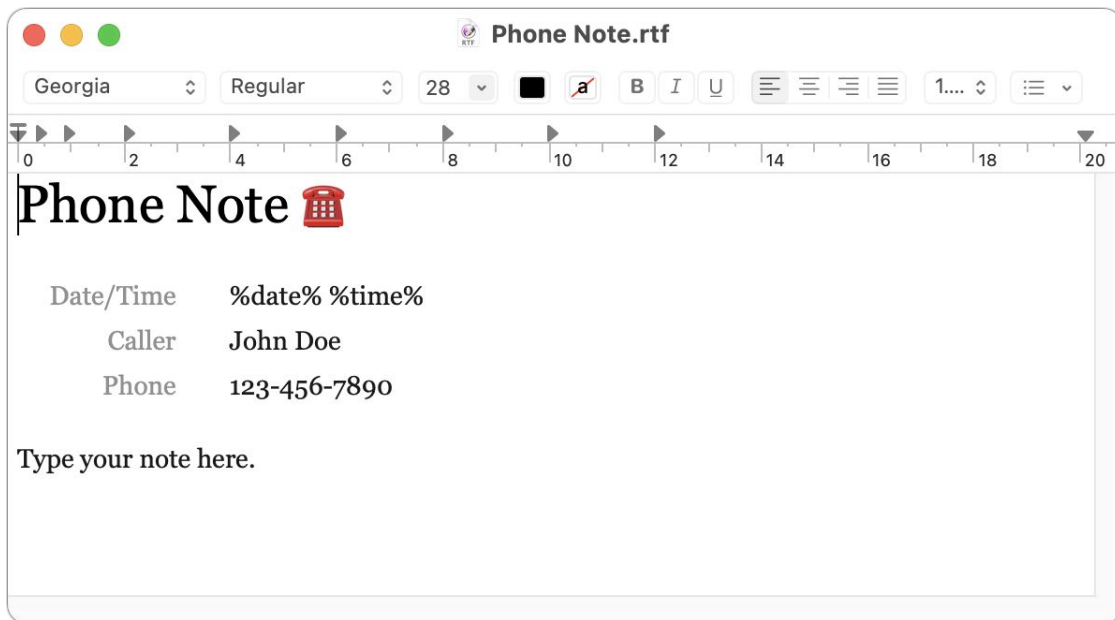 RTF Phone Note.rtf
Georgia Regular 28 a B I U 1....
0 2 4 6 8 10 12 14 16 18 20
Phone Note ☎️
Date/Time %date% %time%
Caller John Doe
Phone 123-456-7890
Type your note here.